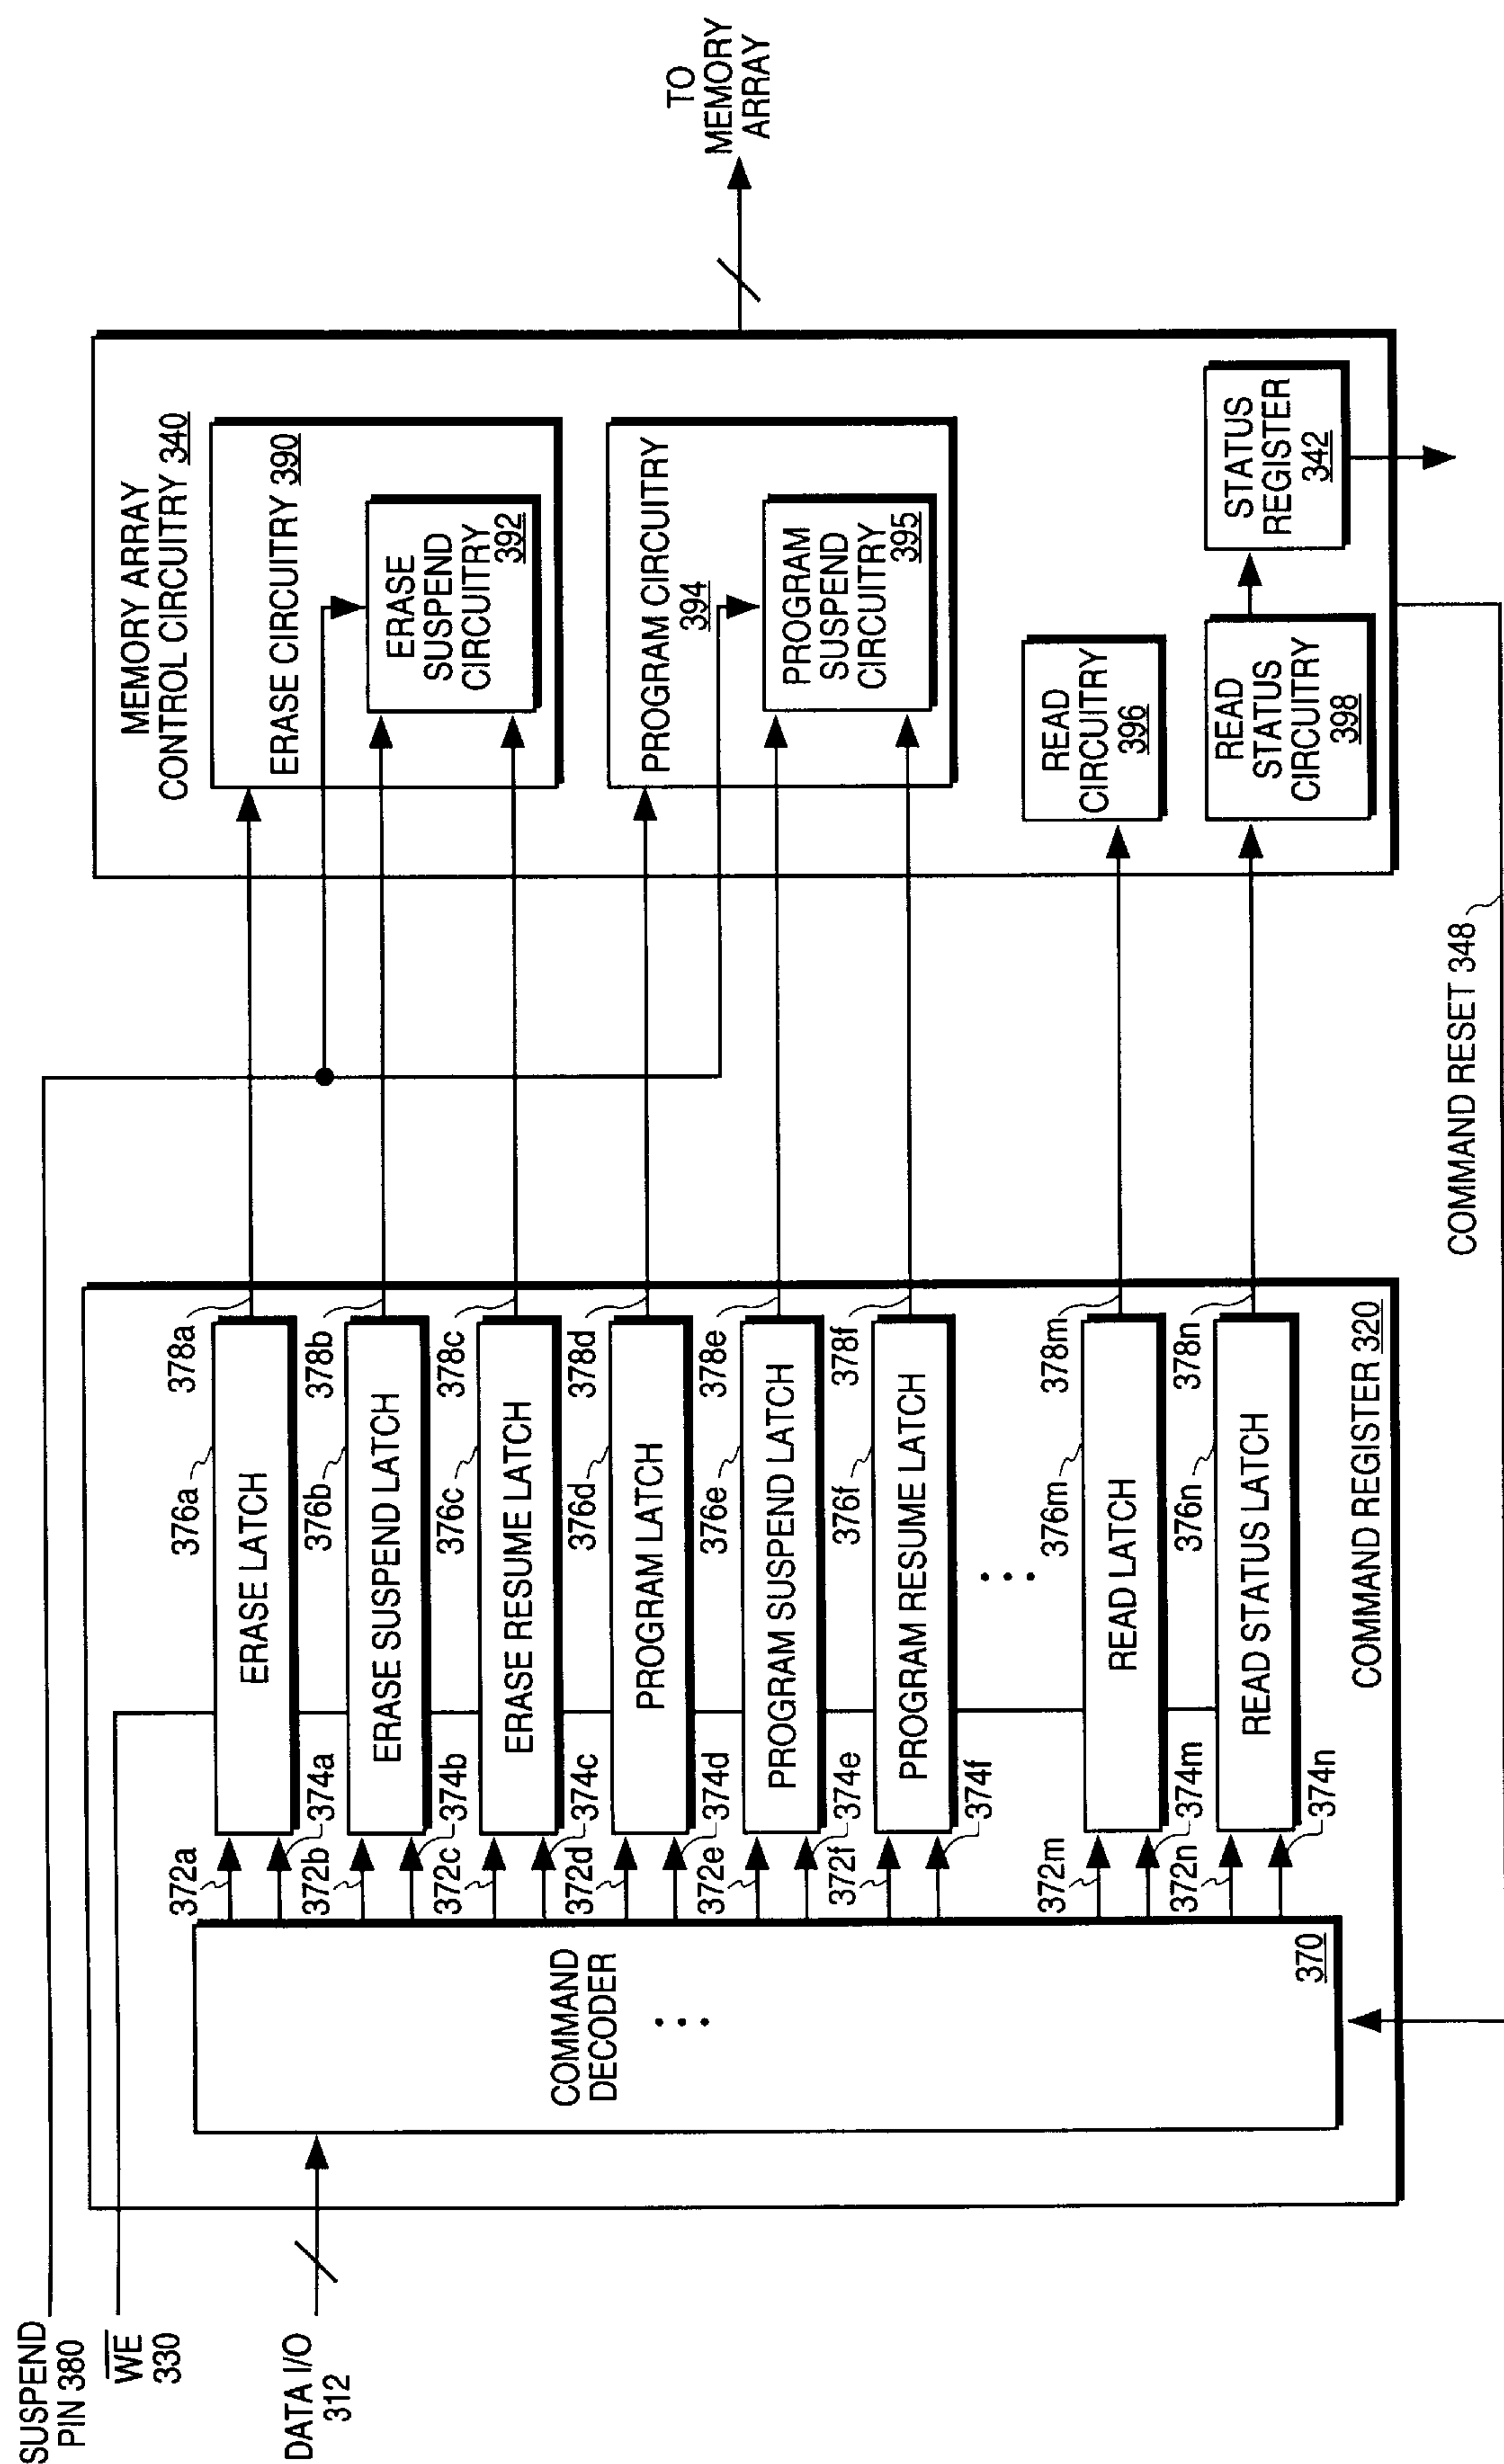 SUSPEND
PIN 380
WE
330
DATA I/O
312
COMMAND
DECODER
...
370
372a
374a
372b
374b
372c
374c
372d
374d
372e
374e
372f
374f
372m
374m
372n
374n
376a
ERASE LATCH
378a
376b
ERASE SUSPEND LATCH
378b
376c
ERASE RESUME LATCH
378c
376d
PROGRAM LATCH
378d
376e
PROGRAM SUSPEND LATCH
378e
376f
PROGRAM RESUME LATCH
378f
...
376m
READ LATCH
378m
376n
READ STATUS LATCH
378n
COMMAND REGISTER 320
MEMORY ARRAY
CONTROL CIRCUITRY 340
ERASE CIRCUITRY 390
ERASE
SUSPEND
CIRCUITRY
392
PROGRAM CIRCUITRY
394
PROGRAM
SUSPEND
CIRCUITRY
395
READ
CIRCUITRY
396
READ
STATUS
CIRCUITRY
398
STATUS
REGISTER
342
COMMAND RESET 348
TO
MEMORY
ARRAY